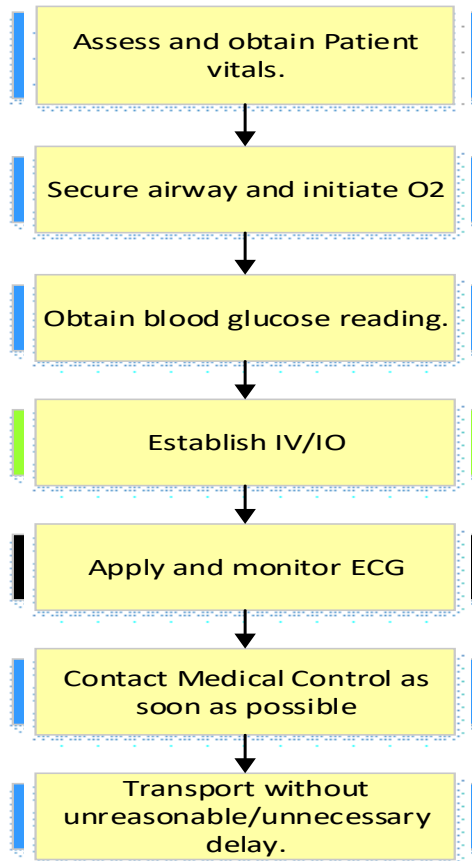 Assess and obtain Patient
vitals.
Secure airway and initiate O2
Obtain blood glucose reading.
Establish IV/IO
Apply and monitor ECG
Contact Medical Control as
soon as possible
Transport without
unreasonable/unnecessary
delay.